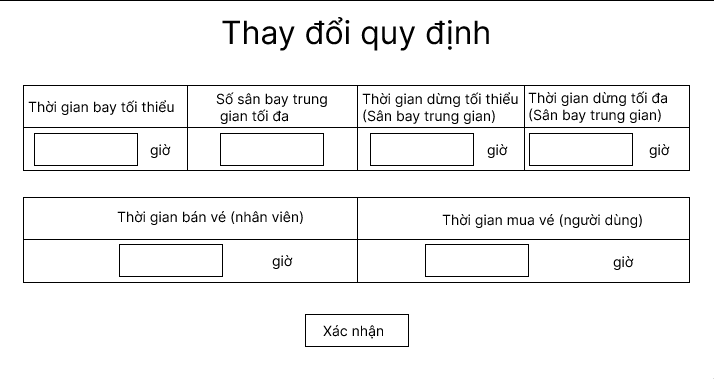 Thay đổi quy định
Thời gian bay tối thiểu
Số sân bay trung
gian tối đa
Thời gian dừng tối thiểu
(Sân bay trung gian)
Thời gian dừng tối đa
(Sân bay trung gian)
giờ
giờ
giờ
Thời gian bán vé (nhân viên)
Thời gian mua vé (người dùng)
giờ
giờ
Xác nhận